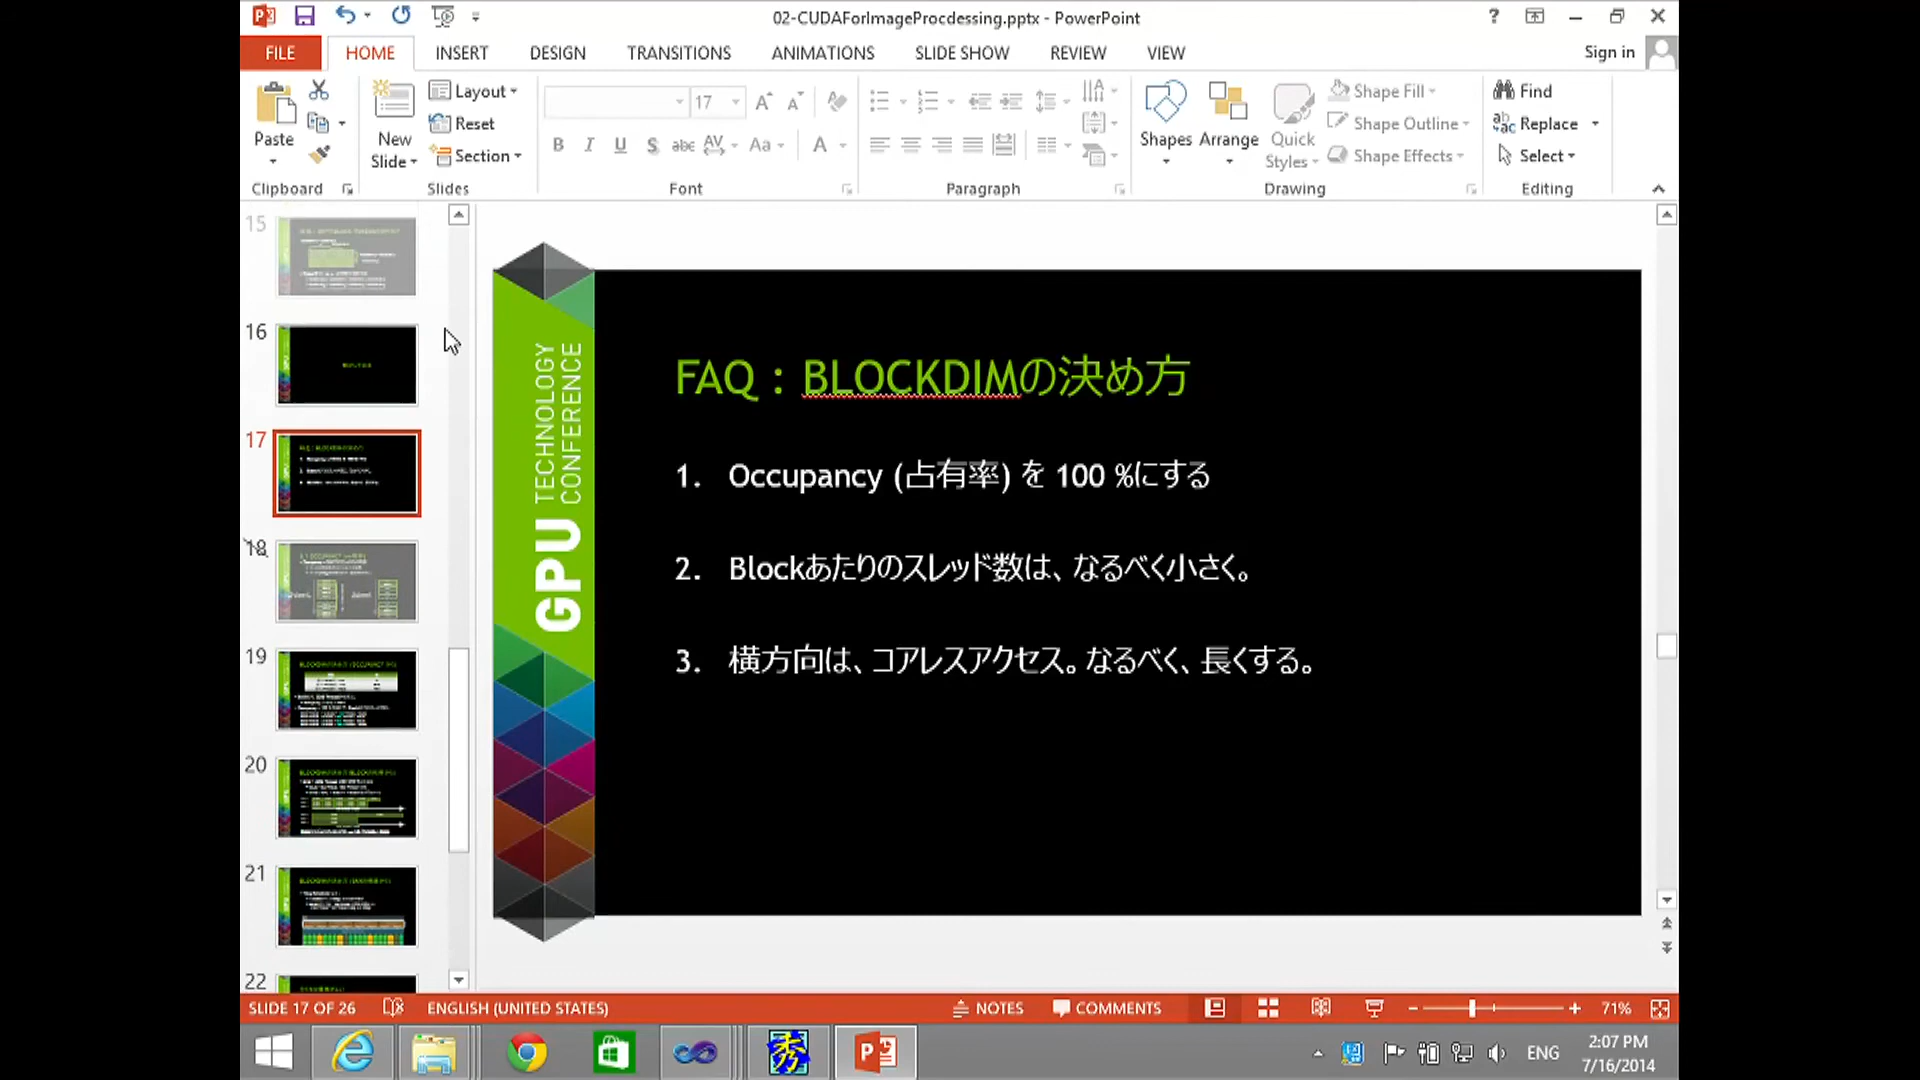 02-CUDAForImageProcdessing.pptx - PowerPoint
FILE
HOME
INSERT
DESIGN
TRANSITIONS
ANIMATIONS
SLIDE SHOW
REVIEW
VIEW
Sign in
Paste
New Slide
Layout
Reset
Section
17
Shapes
Arrange
Quick Styles
Shape Fill
Shape Outline
Shape Effects
Find
Replace
Select
Clipboard
Slides
Font
Paragraph
Drawing
Editing
15
16
17
18
19
20
21
22
GPU TECHNOLOGY CONFERENCE
FAQ：BLOCKDIMの決め方
1. Occupancy (占有率) を 100 %にする
2. Blockあたりのスレッド数は、なるべく小さく。
3. 横方向は、コアレスアクセス。なるべく、長くする。
SLIDE 17 OF 26
ENGLISH (UNITED STATES)
NOTES
COMMENTS
71%
秀
ENG
2:07 PM
7/16/2014